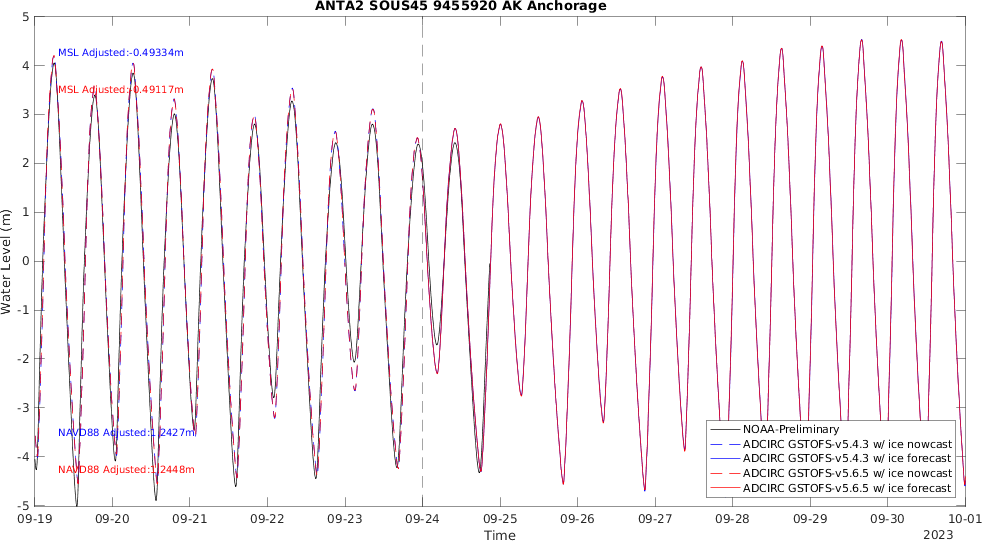 ANTA2 SOUS45 9455920 AK Anchorage
5
4
3
2
1
0
-1
-2
-3
-4
-5
Water Level (m)
MSL Adjusted:-0.49334m
MSL Adjusted:-0.49117m
NAVD88 Adjusted:1.2427m
NAVD88 Adjusted:1.2448m
NOAA-Preliminary
ADCIRC GSTOFS-v5.4.3 w/ ice nowcast
ADCIRC GSTOFS-v5.4.3 w/ ice forecast
ADCIRC GSTOFS-v5.6.5 w/ ice nowcast
ADCIRC GSTOFS-v5.6.5 w/ ice forecast
09-19 09-20 09-21 09-22 09-23 09-24 09-25 09-26 09-27 09-28 09-29 09-30 10-01
Time
2023